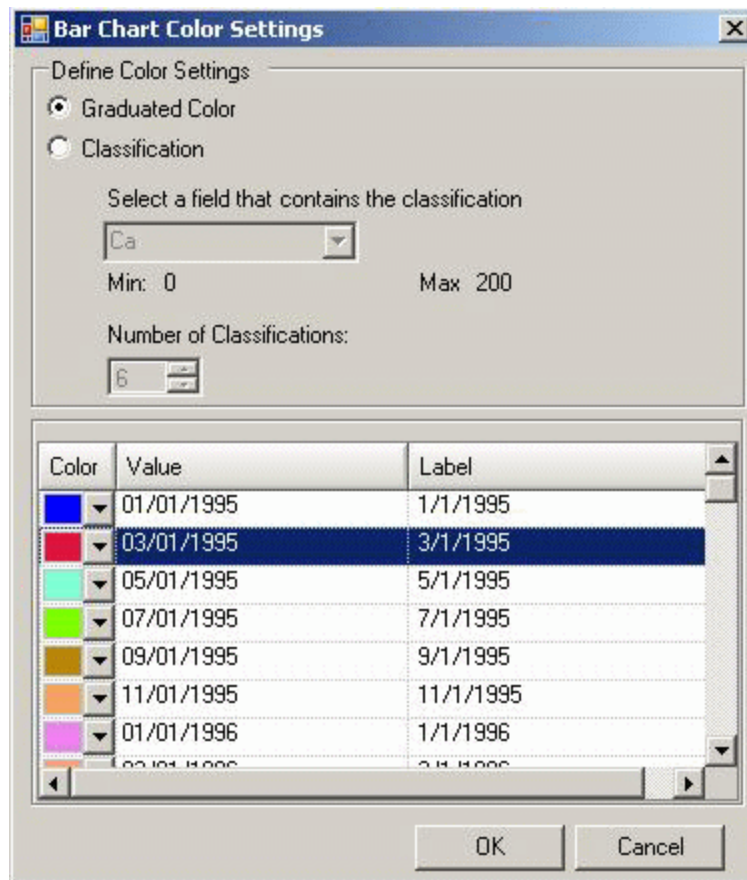 Bar Chart Color Settings
Define Color Settings
Graduated Color
Classification
Select a field that contains the classification
Ca
Min: 0 Max 200
Number of Classifications:
6
Color Value Label
01/01/1995 1/1/1995
03/01/1995 3/1/1995
05/01/1995 5/1/1995
07/01/1995 7/1/1995
09/01/1995 9/1/1995
11/01/1995 11/1/1995
01/01/1996 1/1/1996
OK Cancel